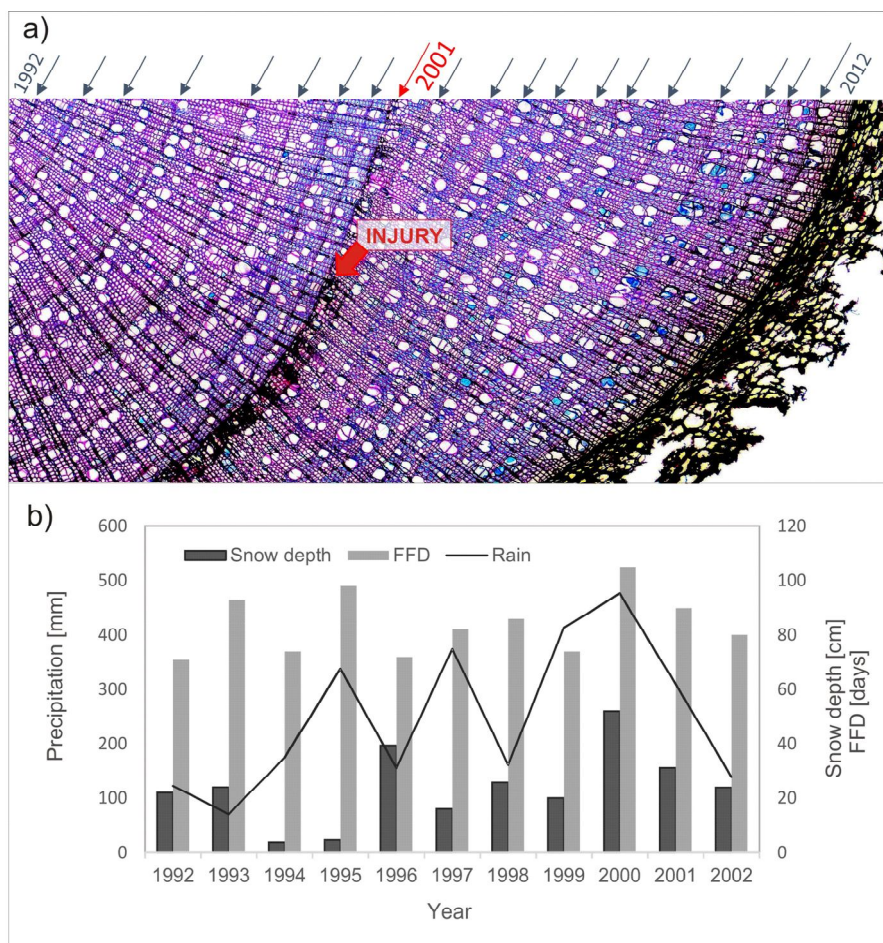 a)
1992
2001
2012
INJURY
b)
600
500
400
300
200
100
0
Precipitation [mm]
Snow depth
FFD
Rain
120
100
80
60
40
20
0
Snow depth [cm]
FFD [days]
1992 1993 1994 1995 1996 1997 1998 1999 2000 2001 2002
Year